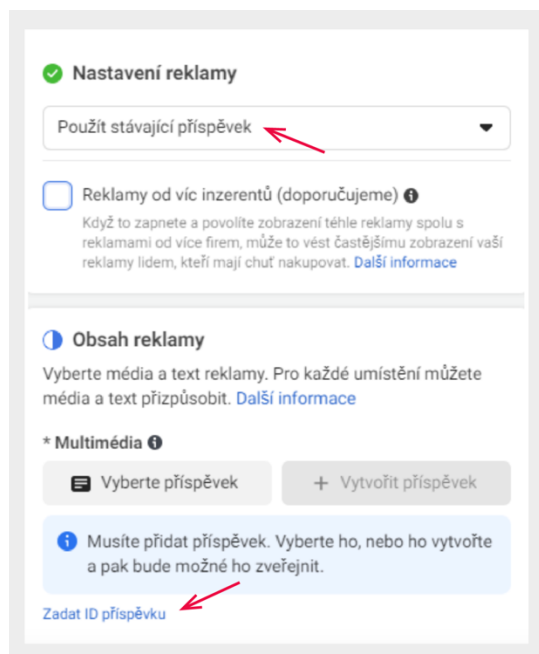 Nastavení reklamy
Použít stávající příspěvek
Reklamy od víc inzerentů (doporučujeme)
Když to zapnete a povolíte zobrazení téhle reklamy spolu s
reklamami od více firem, může to vést častějšímu zobrazení vaší
reklamy lidem, kteří mají chuť nakupovat. Další informace
Obsah reklamy
Vyberte média a text reklamy. Pro každé umístění můžete
média a text přizpůsobit. Další informace
* Multimédia
Vyberte příspěvek
+ Vytvořit příspěvek
Musíte přidat příspěvek. Vyberte ho, nebo ho vytvořte
a pak bude možné ho zveřejnit.
Zadat ID příspěvku